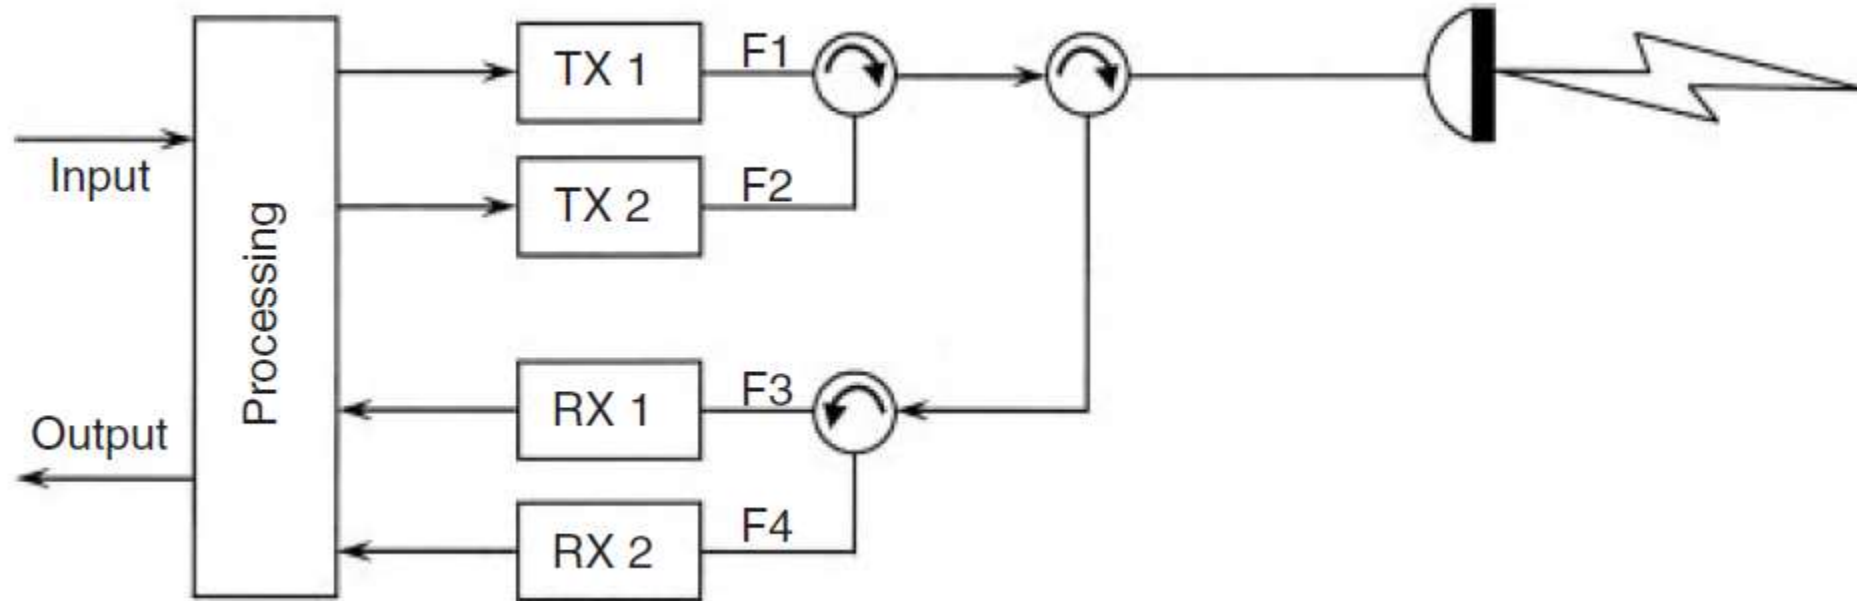 TX 1
F1
Input
TX 2
F2
Processing
Output
RX 1
F3
RX 2
F4